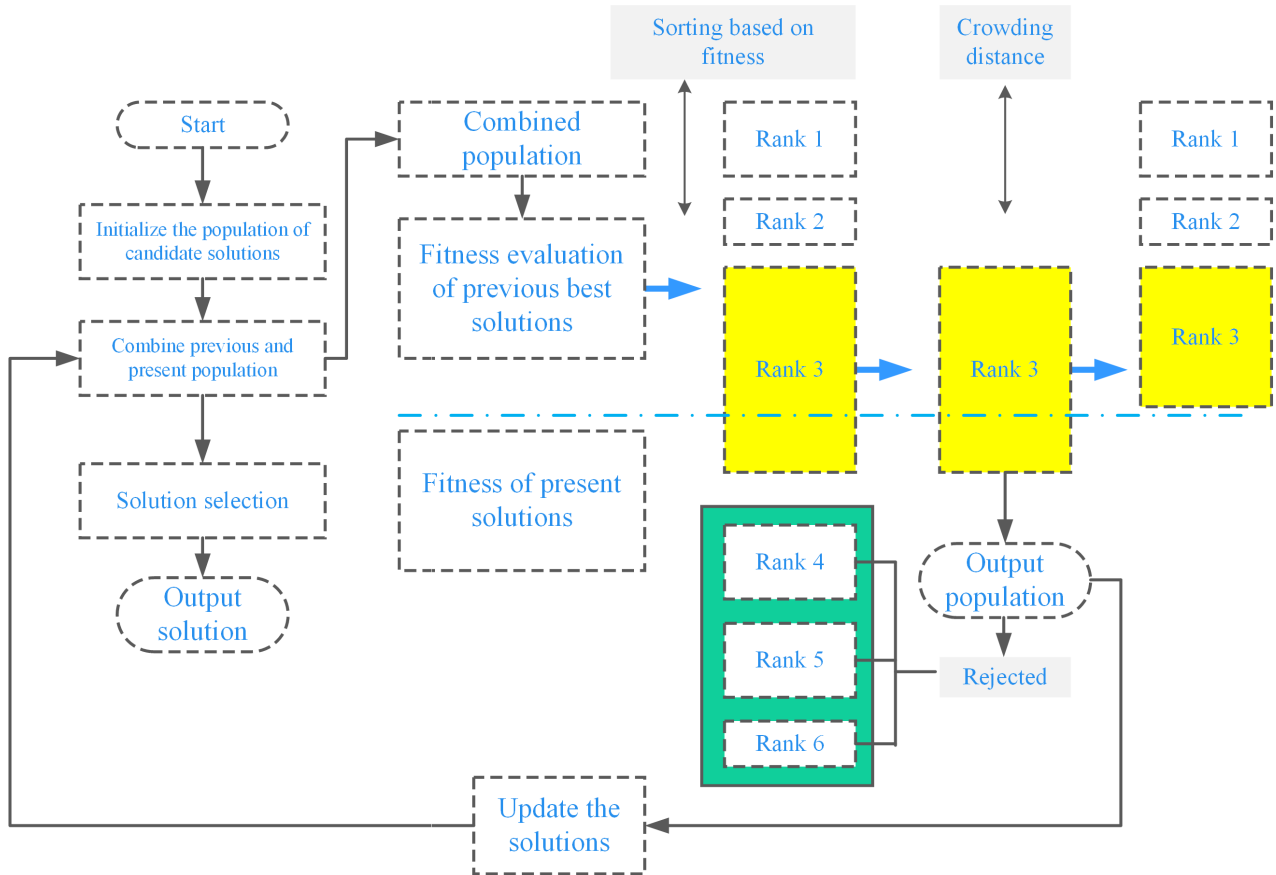 Sorting based on
fitness
Crowding
distance
Start
Combined
population
Rank 1
Rank 1
Initialize the population of
candidate solutions
Rank 2
Rank 2
Fitness evaluation
of previous best
solutions
Combine previous and
present population
Rank 3
Rank 3
Rank 3
Solution selection
Fitness of present
solutions
Output
solution
Rank 4
Output
population
Rank 5
Rejected
Rank 6
Update the
solutions